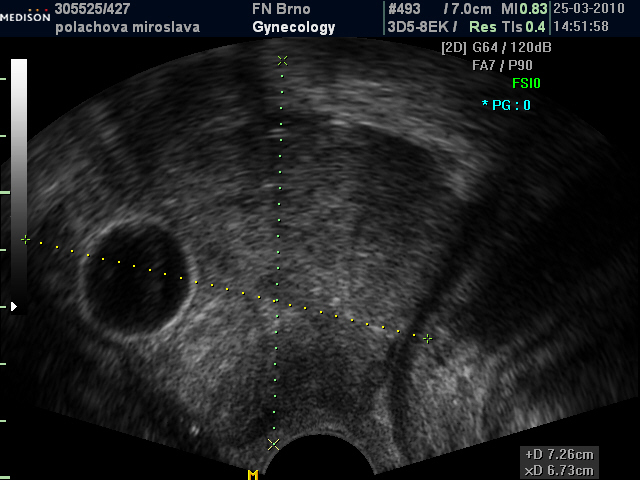 MEDISON
305525/427
polachova miroslava
FN Brno
Gynecology
#493 / 7.0cm MI 0.83
3D5-8EK / Res TIs 0.4
25-03-2010
14:51:58
[2D] G64 / 120dB
FA7 / P90
FSI0
* PG : 0
M
+D 7.26cm
xD 6.73cm